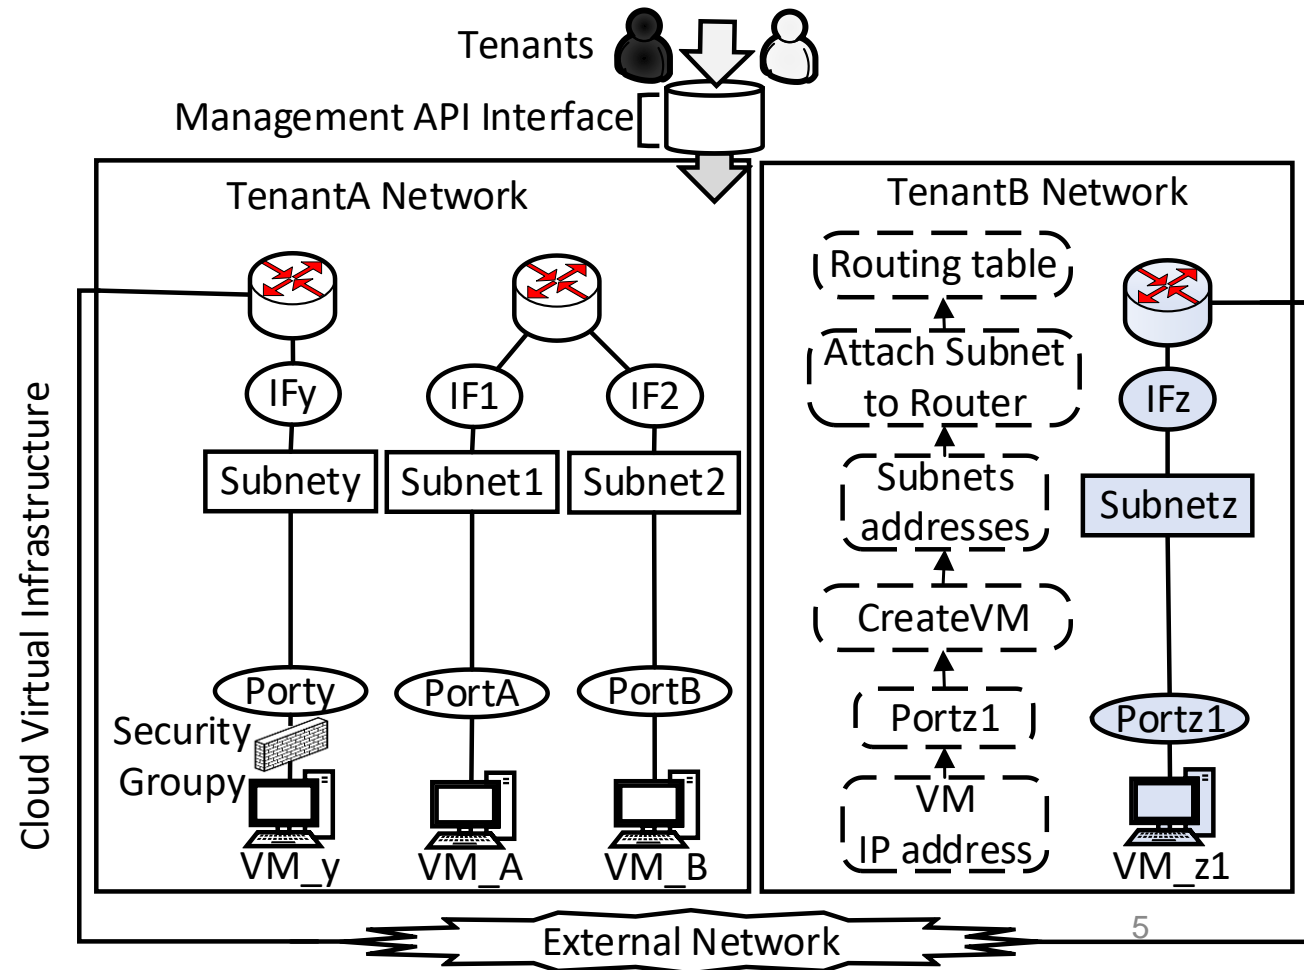 Tenants
Management API Interface
TenantA Network
TenantB Network
Routing table
Attach Subnet
to Router
IFy
IF1
IF2
IFz
Subnety
Subnet1
Subnet2
Subnets
addresses
Subnetz
CreateVM
Porty
PortA
PortB
Portz1
Portz1
Security
Groupy
VM
IP address
VM_y
VM_A
VM_B
VM_z1
Cloud Virtual Infrastructure
External Network
5